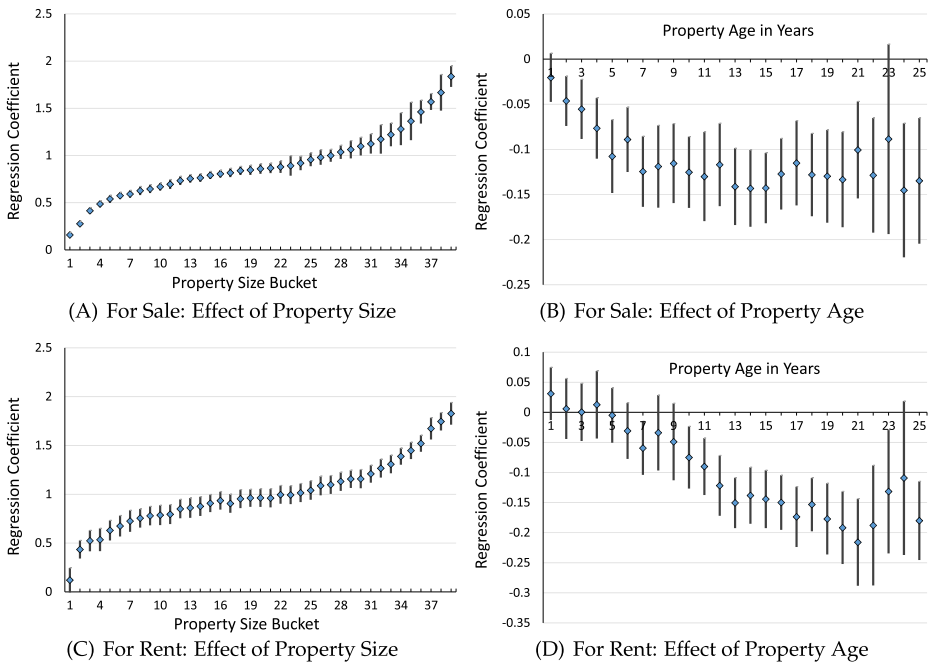 2.5
2
1.5
1
0.5
0
Regression Coefficient
1 4 7 10 13 16 19 22 25 28 31 34 37
Property Size Bucket
(A) For Sale: Effect of Property Size
0.05
0
-0.05
-0.1
-0.15
-0.2
-0.25
Regression Coefficient
Property Age in Years
1 3 5 7 9 11 13 15 17 19 21 23 25
(B) For Sale: Effect of Property Age
2.5
2
1.5
1
0.5
0
Regression Coefficient
1 4 7 10 13 16 19 22 25 28 31 34 37
Property Size Bucket
(C) For Rent: Effect of Property Size
0.1
0.05
0
-0.05
-0.1
-0.15
-0.2
-0.25
-0.3
-0.35
Regression Coefficient
Property Age in Years
1 3 5 7 9 11 13 15 17 19 21 23 25
(D) For Rent: Effect of Property Age